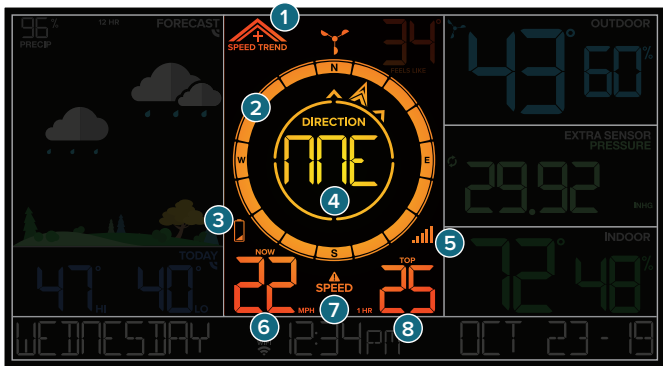 1
96%
PRECIP
12 HR
FORECAST
+
SPEED TREND
34°
FEELS LIKE
OUTDOOR
43° 60%
2
N
DIRECTION
NNE
W
E
4
S
3
5
EXTRA SENSOR
PRESSURE
29.92
INHG
TODAY
47° HI 40° LO
NOW
22 MPH
6
SPEED
7
1 HR
TOP
25
8
INDOOR
72° 48%
WEDNESDAY
12:34PM
OCT 23-19